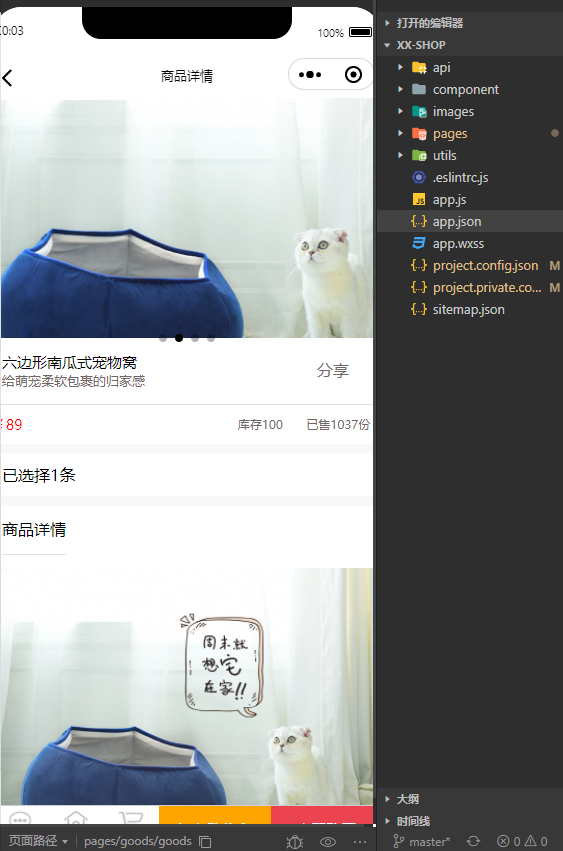 0:03
100%
商品详情
六边形南瓜式宠物窝
给萌宠柔软包裹的归家感
分享
¥ 89
库存100
已售1037份
已选择1条
商品详情
周末就
想宅
在家!!
页面路径
pages/goods/goods
打开的编辑器
XX-SHOP
api
component
images
pages
utils
.eslintrc.js
JS
app.js
{..} app.json
app.wxss
{..} project.config.json M
{..} project.private.co... M
{..} sitemap.json
大纲
时间线
master*
0
0